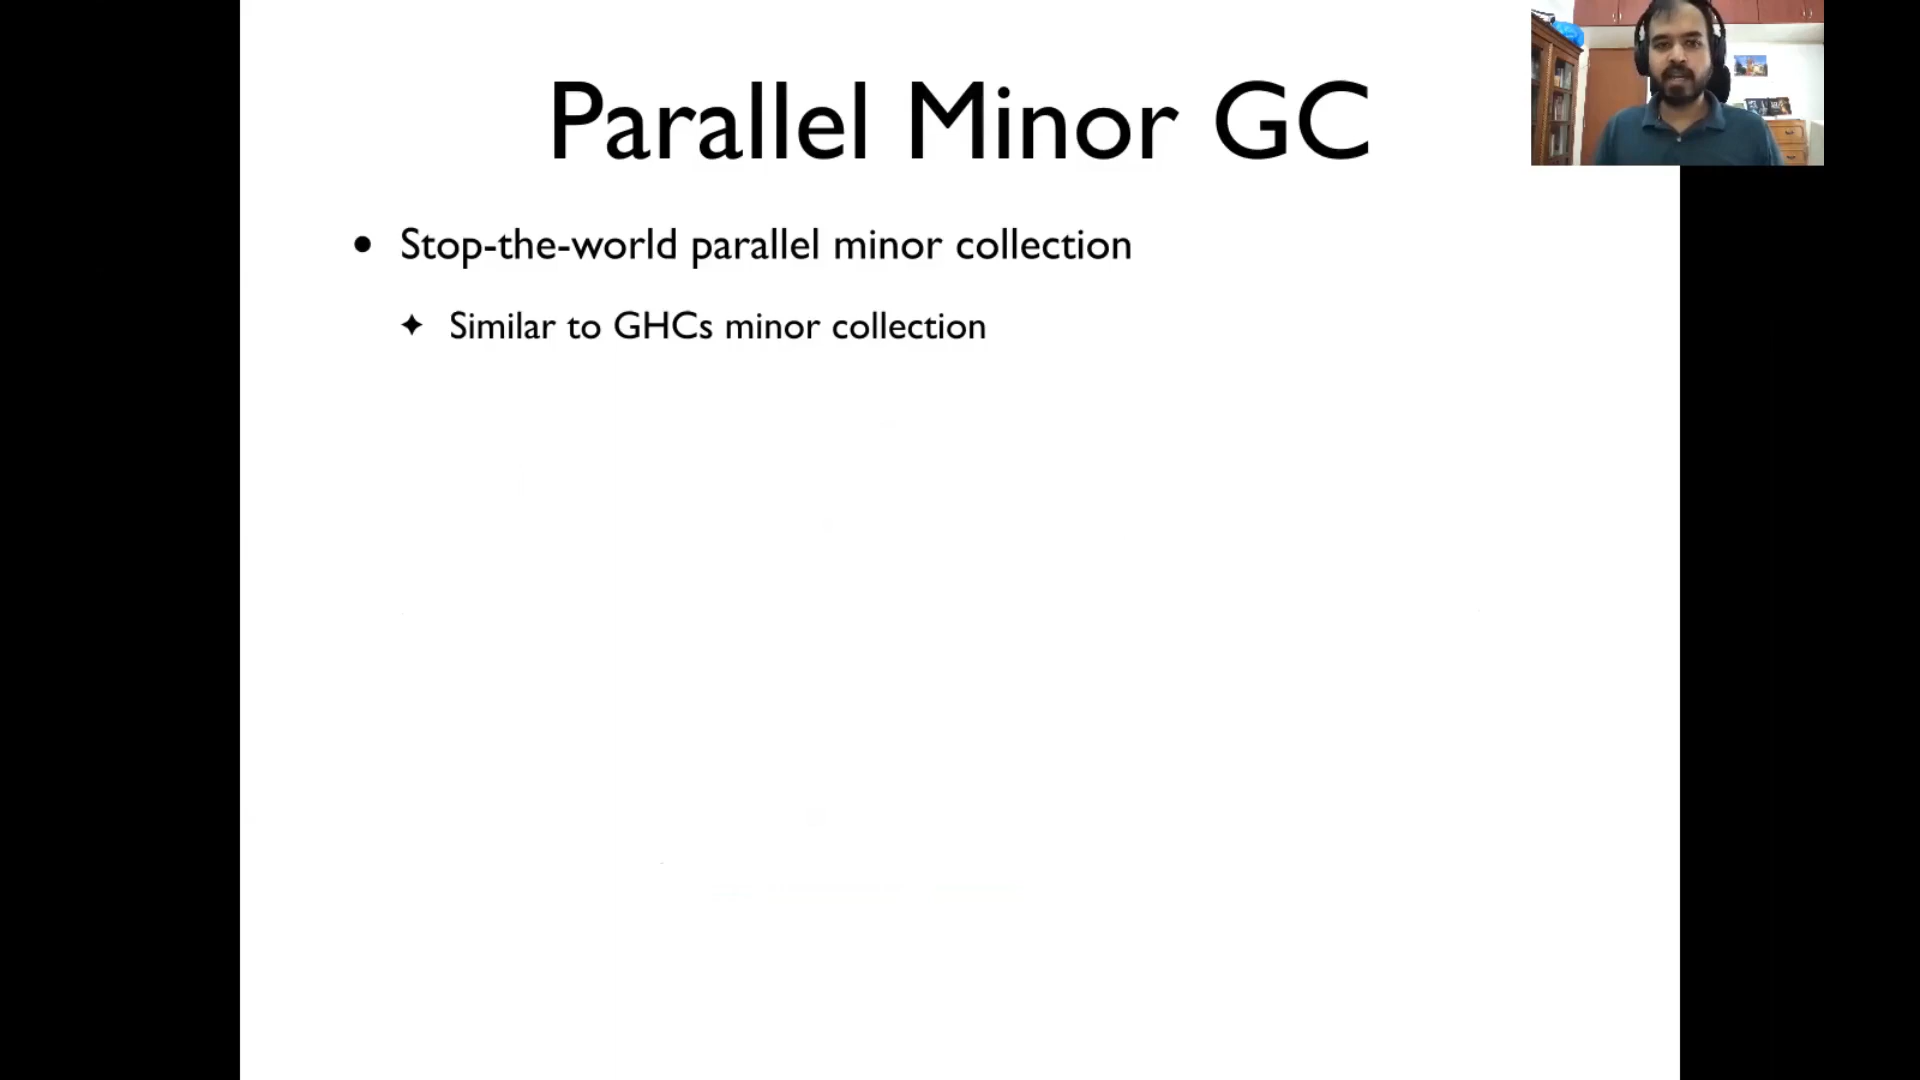 Parallel Minor GC
• Stop-the-world parallel minor collection
✦ Similar to GHCs minor collection